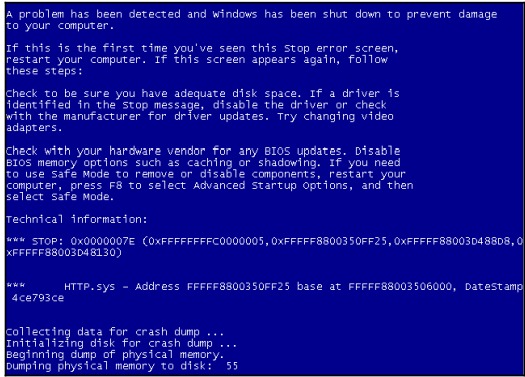 A problem has been detected and Windows has been shut down to prevent damage
to your computer.
If this is the first time you've seen this Stop error screen,
restart your computer. If this screen appears again, follow
these steps:
Check to be sure you have adequate disk space. If a driver is
identified in the Stop message, disable the driver or check
with the manufacturer for driver updates. Try changing video
adapters.
Check with your hardware vendor for any BIOS updates. Disable
BIOS memory options such as caching or shadowing. If you need
to use Safe Mode to remove or disable components, restart your
computer, press F8 to select Advanced Startup Options, and then
select Safe Mode.
Technical information:
*** STOP: 0x0000007E (0xFFFFFFFFC0000005,0xFFFFF8800350FF25,0xFFFFF88003D488D8,0
xFFFFF88003D48130)
*** HTTP.sys - Address FFFFF8800350FF25 base at FFFFF88003506000, DateStamp
4ce793ce
Collecting data for crash dump ...
Initializing disk for crash dump ...
Beginning dump of physical memory.
Dumping physical memory to disk: 55